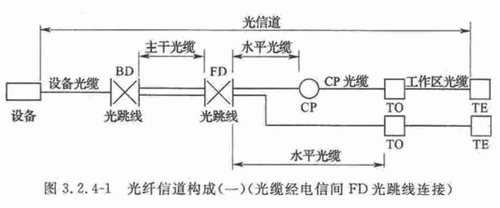 光信道
主干光缆
水平光缆
设备光缆
BD
FD
CP 光缆
工作区光缆
设备
光跳线
光跳线
CP
TO
TE
TO
TE
水平光缆
图 3.2.4-1 光纤信道构成(一)(光缆经电信间 FD 光跳线连接)